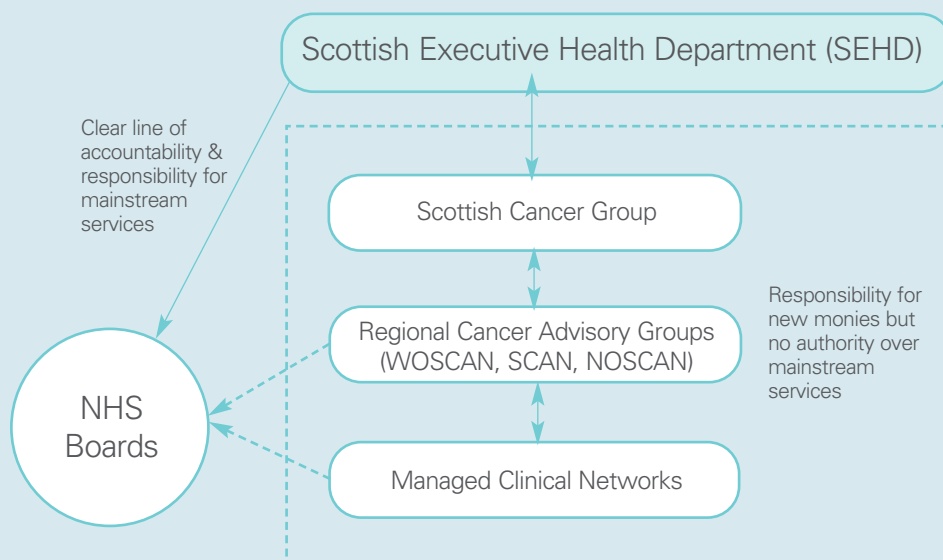 Scottish Executive Health Department (SEHD)
Clear line of
accountability &
responsibility for
mainstream
services
Scottish Cancer Group
Regional Cancer Advisory Groups
(WOSCAN, SCAN, NOSCAN)
Responsibility for
new monies but
no authority over
mainstream
services
NHS
Boards
Managed Clinical Networks